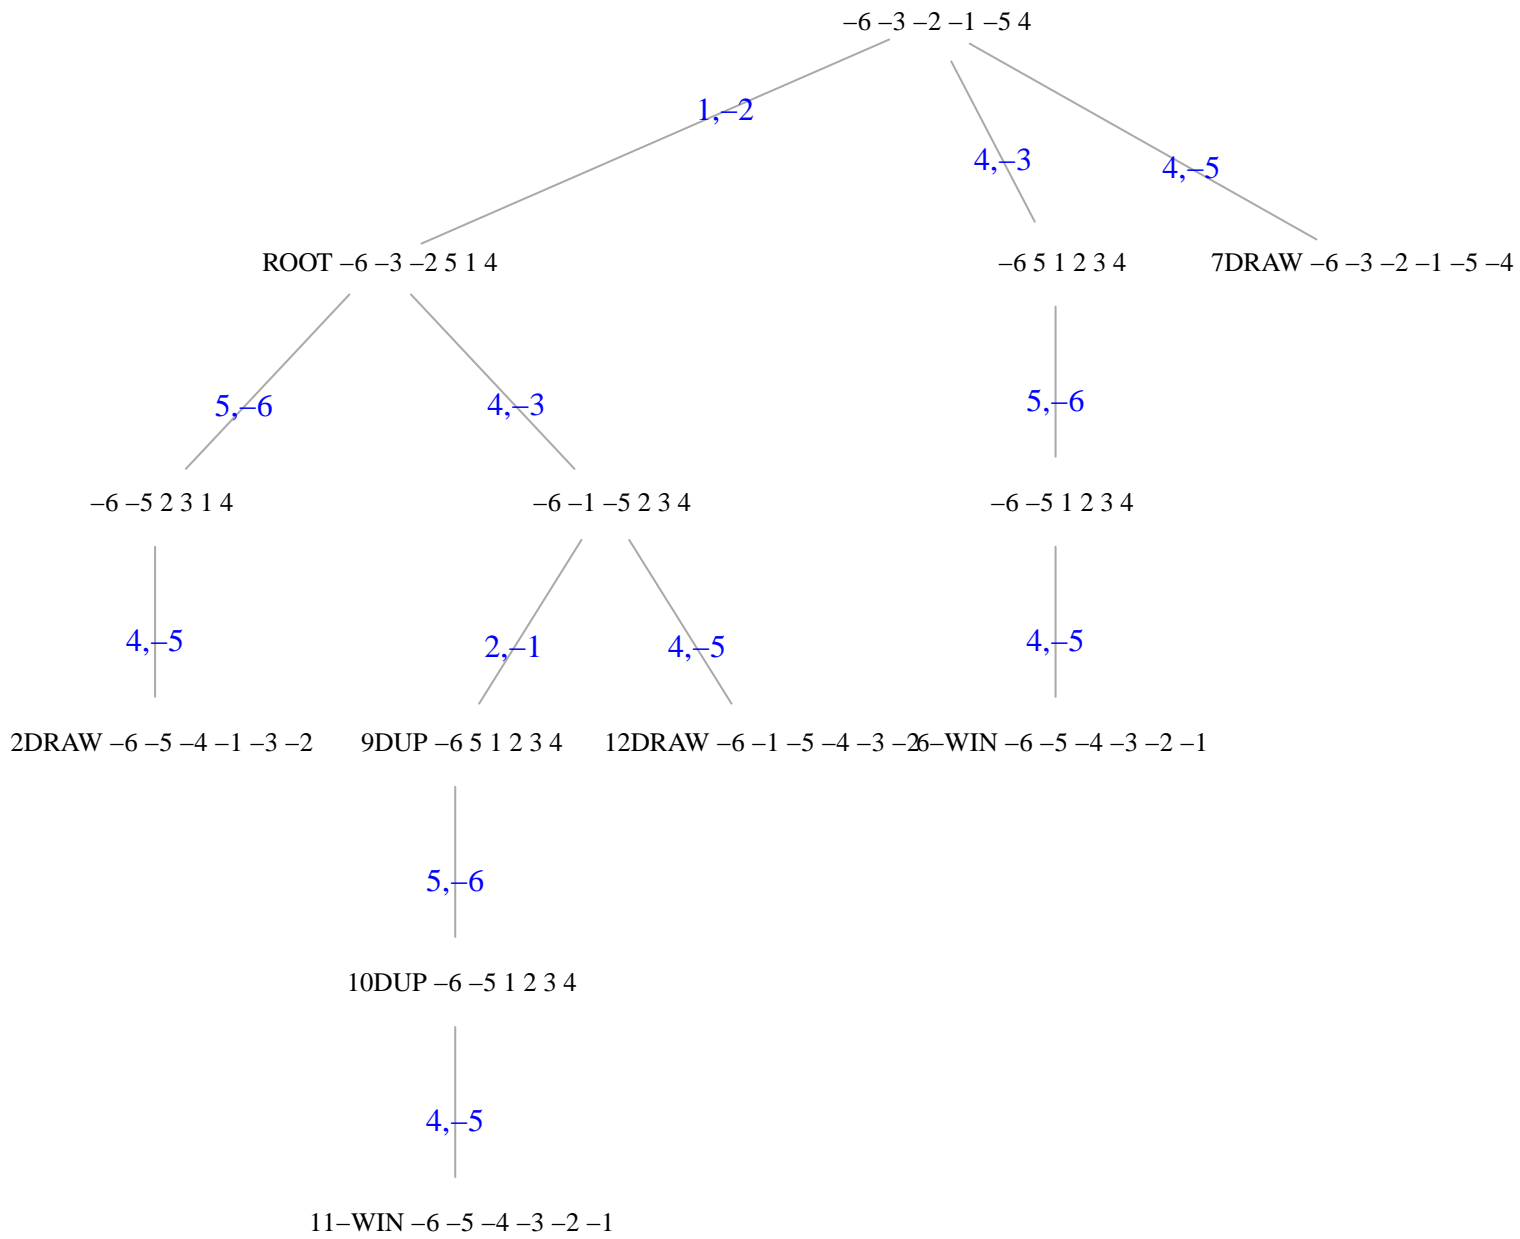 –6 –3 –2 –1 –5 4
1,–2
4,–3
4,–5
ROOT –6 –3 –2 5 1 4
–6 5 1 2 3 4
7DRAW –6 –3 –2 –1 –5 –4
5,–6
4,–3
5,–6
–6 –5 2 3 1 4
–6 –1 –5 2 3 4
–6 –5 1 2 3 4
4,–5
2,–1
4,–5
4,–5
2DRAW –6 –5 –4 –1 –3 –2
9DUP –6 5 1 2 3 4
12DRAW –6 –1 –5 –4 –3 –2
6–WIN –6 –5 –4 –3 –2 –1
5,–6
10DUP –6 –5 1 2 3 4
4,–5
11–WIN –6 –5 –4 –3 –2 –1